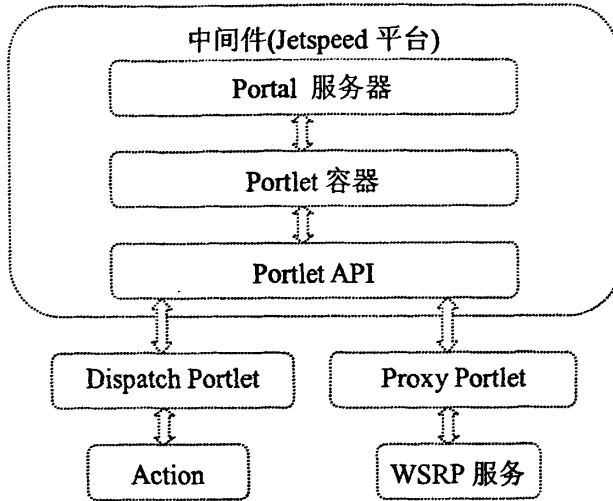 中间件(Jetspeed 平台)
Portal 服务器
Portlet 容器
Portlet API
Dispatch Portlet
Proxy Portlet
Action
WSRP 服务